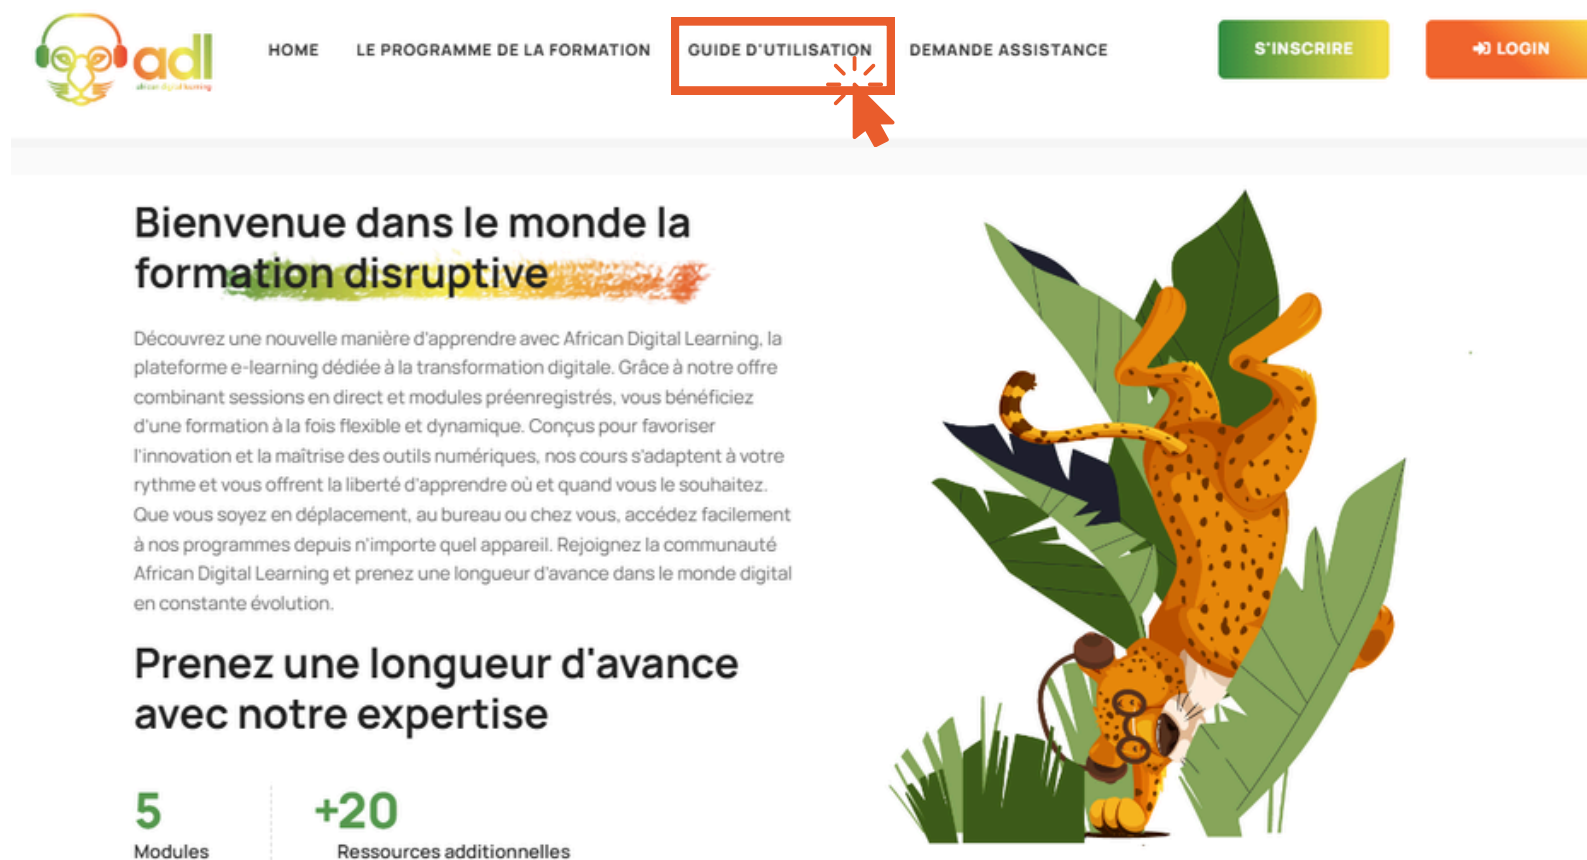 adl
african digital learning
HOME
LE PROGRAMME DE LA FORMATION
GUIDE D'UTILISATION
DEMANDE ASSISTANCE
S'INSCRIRE
LOGIN
Bienvenue dans le monde la
formation disruptive
Découvrez une nouvelle manière d'apprendre avec African Digital Learning, la
plateforme e-learning dédiée à la transformation digitale. Grâce à notre offre
combinant sessions en direct et modules préenregistrés, vous bénéficiez
d'une formation à la fois flexible et dynamique. Conçus pour favoriser
l'innovation et la maîtrise des outils numériques, nos cours s'adaptent à votre
rythme et vous offrent la liberté d'apprendre où et quand vous le souhaitez.
Que vous soyez en déplacement, au bureau ou chez vous, accédez facilement
à nos programmes depuis n'importe quel appareil. Rejoignez la communauté
African Digital Learning et prenez une longueur d'avance dans le monde digital
en constante évolution.
Prenez une longueur d'avance
avec notre expertise
5
Modules
+20
Ressources additionnelles